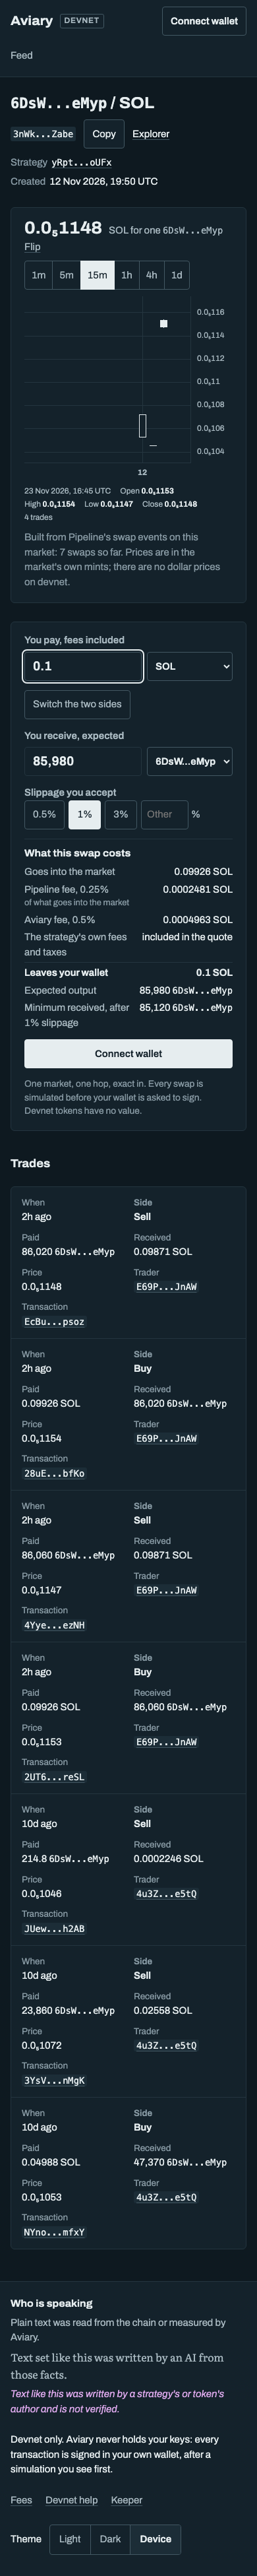 Aviary DEVNET Connect wallet
Feed
6DsW...eMyp / SOL
3nWk...Zabe Copy Explorer
Strategy yRpt...oUFx
Created 12 Nov 2026, 19:50 UTC
0.0₅1148 SOL for one 6DsW...eMyp
Flip
1m 5m 15m 1h 4h 1d
0.0₅116
0.0₅114
0.0₅112
0.0₅11
0.0₅108
0.0₅106
0.0₅104
12
23 Nov 2026, 16:45 UTC Open 0.0₅1153
High 0.0₅1154 Low 0.0₅1147 Close 0.0₅1148
4 trades
Built from Pipeline's swap events on this
market: 7 swaps so far. Prices are in the
market's own mints; there are no dollar prices
on devnet.
You pay, fees included
0.1 SOL
Switch the two sides
You receive, expected
85,980 6DsW...eMyp
Slippage you accept
0.5% 1% 3% Other %
What this swap costs
Goes into the market 0.09926 SOL
Pipeline fee, 0.25% 0.0002481 SOL
of what goes into the market
Aviary fee, 0.5% 0.0004963 SOL
The strategy's own fees included in the quote
and taxes
Leaves your wallet 0.1 SOL
Expected output 85,980 6DsW...eMyp
Minimum received, after 85,120 6DsW...eMyp
1% slippage
Connect wallet
One market, one hop, exact in. Every swap is
simulated before your wallet is asked to sign.
Devnet tokens have no value.
Trades
When Side
2h ago Sell
Paid Received
86,020 6DsW...eMyp 0.09871 SOL
Price Trader
0.0₅1148 E69P...JnAW
Transaction
EcBu...psoz
When Side
2h ago Buy
Paid Received
0.09926 SOL 86,020 6DsW...eMyp
Price Trader
0.0₅1154 E69P...JnAW
Transaction
28uE...bfKo
When Side
2h ago Sell
Paid Received
86,060 6DsW...eMyp 0.09871 SOL
Price Trader
0.0₅1147 E69P...JnAW
Transaction
4Yye...ezNH
When Side
2h ago Buy
Paid Received
0.09926 SOL 86,060 6DsW...eMyp
Price Trader
0.0₅1153 E69P...JnAW
Transaction
2UT6...reSL
When Side
10d ago Sell
Paid Received
214.8 6DsW...eMyp 0.0002246 SOL
Price Trader
0.0₅1046 4u3Z...e5tQ
Transaction
JUew...h2AB
When Side
10d ago Sell
Paid Received
23,860 6DsW...eMyp 0.02558 SOL
Price Trader
0.0₅1072 4u3Z...e5tQ
Transaction
3YsV...nMgK
When Side
10d ago Buy
Paid Received
0.04988 SOL 47,370 6DsW...eMyp
Price Trader
0.0₅1053 4u3Z...e5tQ
Transaction
NYno...mfxY
Who is speaking
Plain text was read from the chain or measured by
Aviary.
Text set like this was written by an AI from
those facts.
Text like this was written by a strategy's or token's
author and is not verified.
Devnet only. Aviary never holds your keys: every
transaction is signed in your own wallet, after a
simulation you see first.
Fees Devnet help Keeper
Theme Light Dark Device